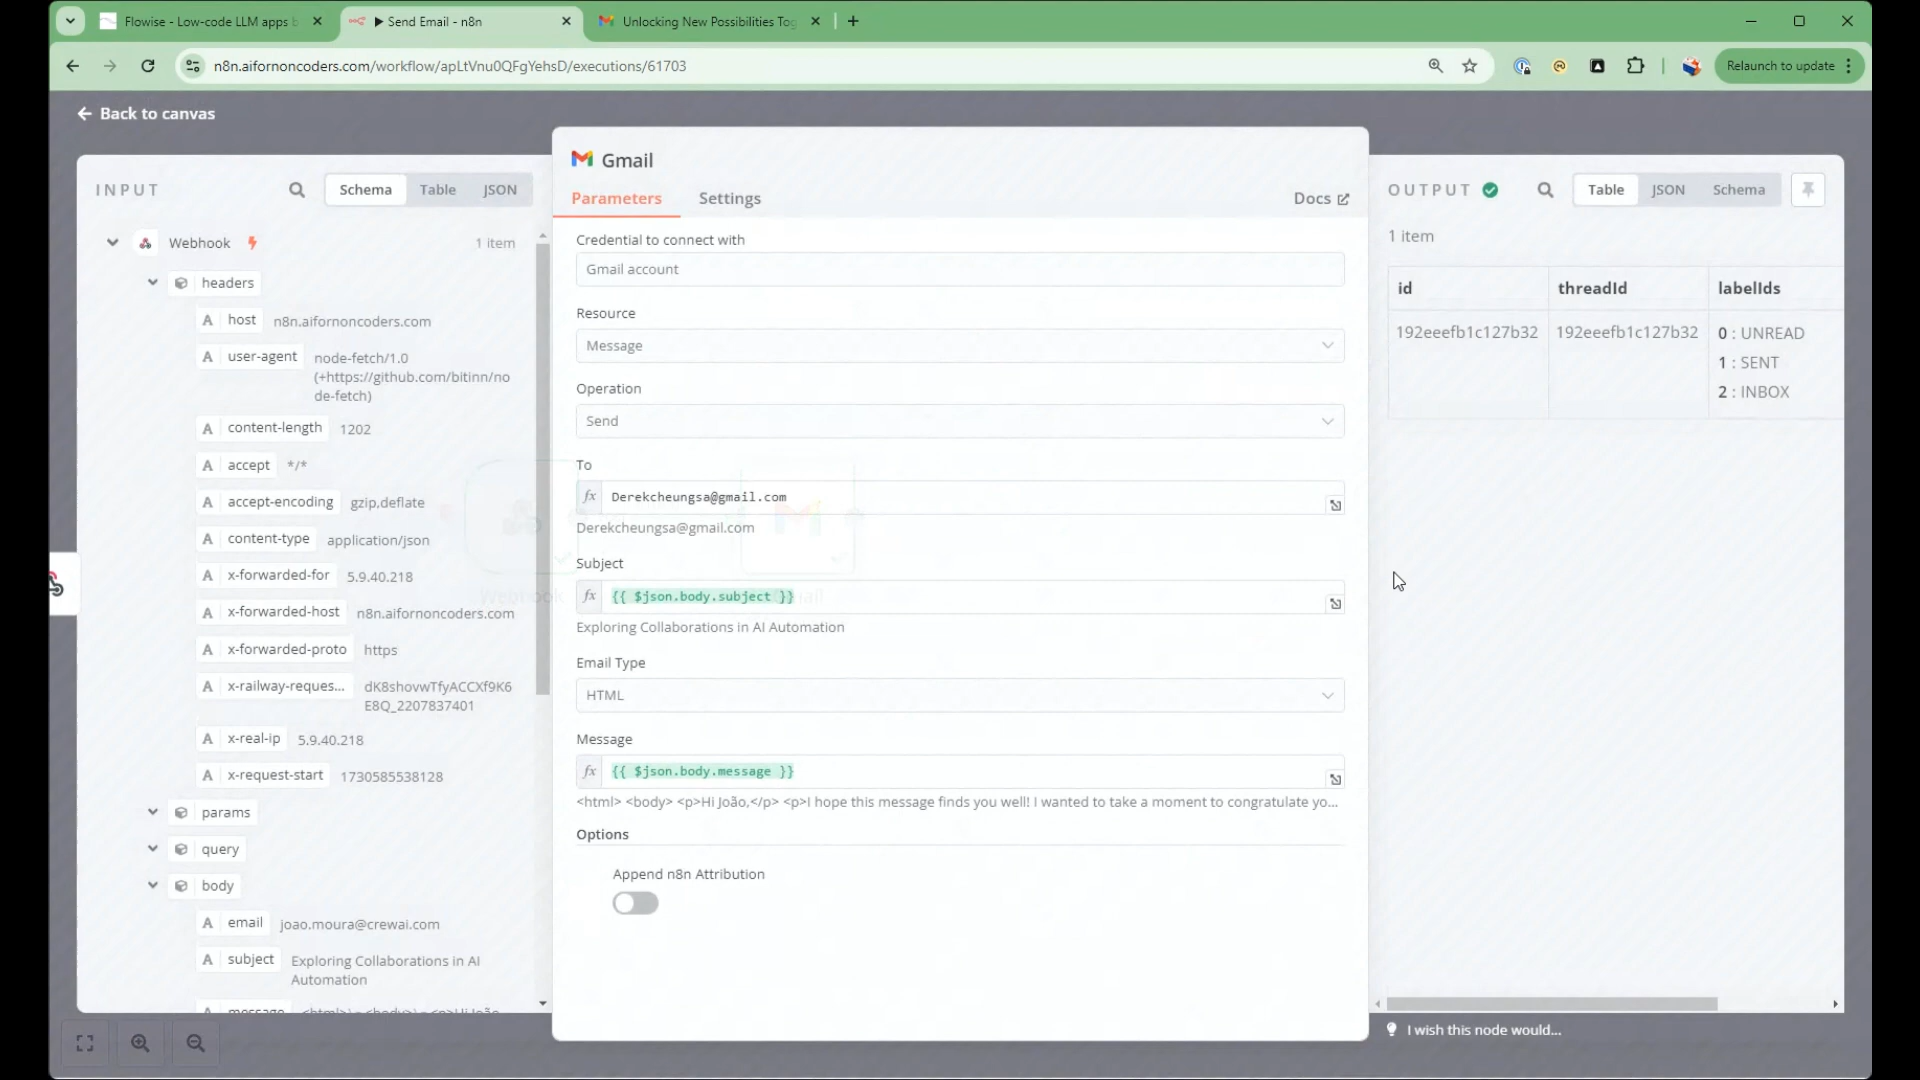 Flowise - Low-code LLM apps b
▶ Send Email - n8n
Unlocking New Possibilities Tog
n8n.aifornoncoders.com/workflow/apLtVnu0QFgYehsD/executions/61703
Relaunch to update
Back to canvas
INPUT
Schema
Table
JSON
Webhook
1 item
headers
A host n8n.aifornoncoders.com
A user-agent node-fetch/1.0
(+https://github.com/bitinn/no
de-fetch)
A content-length 1202
A accept */*
A accept-encoding gzip,deflate
A content-type application/json
A x-forwarded-for 5.9.40.218
A x-forwarded-host n8n.aifornoncoders.com
A x-forwarded-proto https
A x-railway-reques... dK8shovwTfyACCXf9K6
E8Q_2207837401
A x-real-ip 5.9.40.218
A x-request-start 1730585538128
params
query
body
A email joao.moura@crewai.com
A subject Exploring Collaborations in AI
Automation
Gmail
Parameters
Settings
Docs
Credential to connect with
Gmail account
Resource
Message
Operation
Send
To
fx Derekcheungsa@gmail.com
Derekcheungsa@gmail.com
Subject
fx {{ $json.body.subject }}
Exploring Collaborations in AI Automation
Email Type
HTML
Message
fx {{ $json.body.message }}
<html> <body> <p>Hi João,</p> <p>I hope this message finds you well! I wanted to take a moment to congratulate yo...
Options
Append n8n Attribution
OUTPUT
Table
JSON
Schema
1 item
id
threadId
labelIds
192eeefb1c127b32
192eeefb1c127b32
0 : UNREAD
1 : SENT
2 : INBOX
I wish this node would...